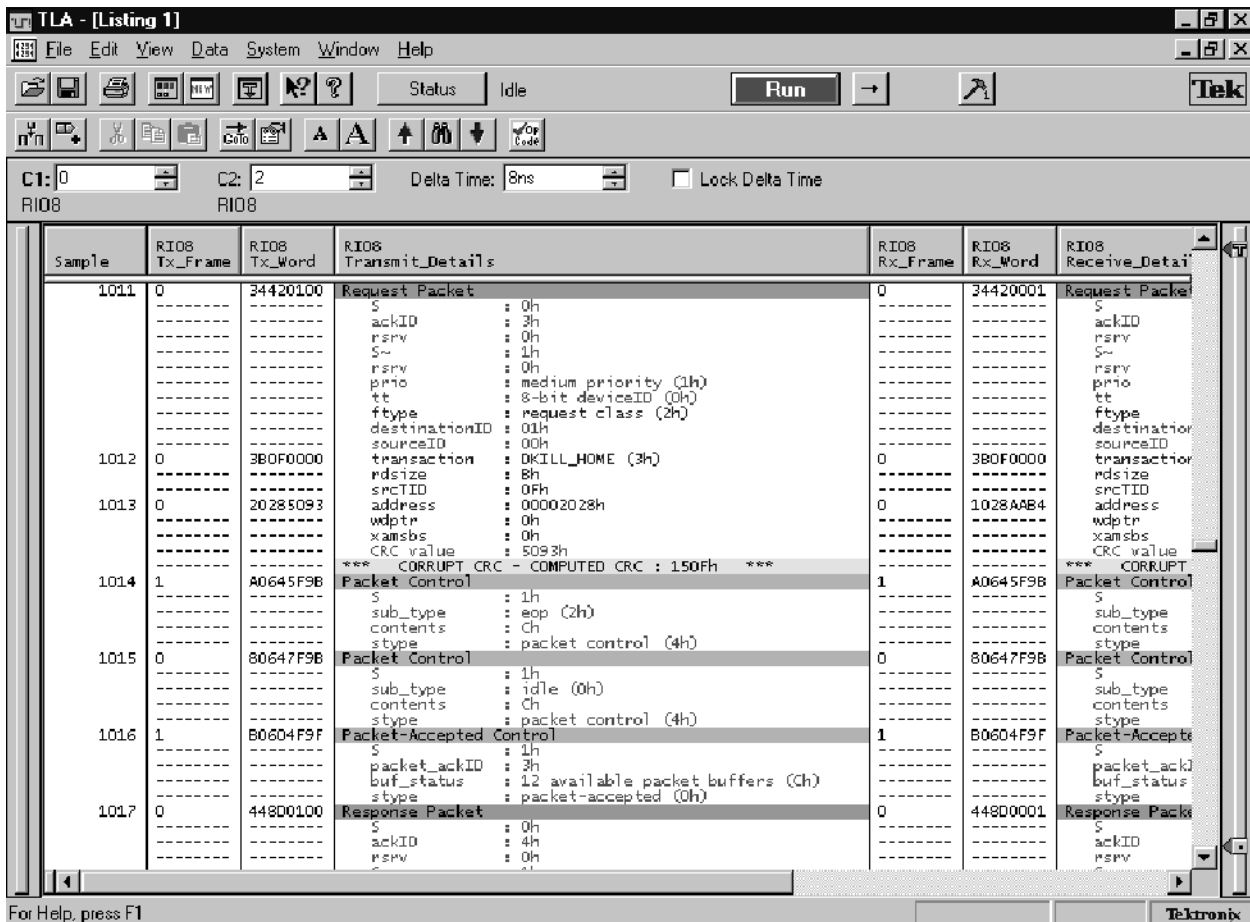 TLA - [Listing 1]
File Edit View Data System Window Help
Status Idle Run Tek
GoTo A A Op Code
C1: 0 C2: 2 Delta Time: 8ns Lock Delta Time
RIO8 RIO8
Sample RIO8 Tx_Frame RIO8 Tx_Word RIO8 Transmit_Details RIO8 Rx_Frame RIO8 Rx_Word RIO8 Receive_Detail
1011 0 34420100 Request Packet 0 34420001 Request Packet
-------- -------- S : 0h -------- -------- S
-------- -------- ackID : 3h -------- -------- ackID
-------- -------- rsrv : 0h -------- -------- rsrv
-------- -------- S~ : 1h -------- -------- S~
-------- -------- rsrv : 0h -------- -------- rsrv
-------- -------- prio : medium priority (1h) -------- -------- prio
-------- -------- tt : 8-bit deviceID (0h) -------- -------- tt
-------- -------- ftype : request class (2h) -------- -------- ftype
-------- -------- destinationID : 01h -------- -------- destination
-------- -------- sourceID : 00h -------- -------- sourceID
1012 0 3B0F0000 transaction : DKILL_HOME (3h) 0 3B0F0000 transaction
-------- -------- rdsize : Bh -------- -------- rdsize
-------- -------- srcTID : 0Fh -------- -------- srcTID
1013 0 20285093 address : 00002028h 0 1028AAB4 address
-------- -------- wdptr : 0h -------- -------- wdptr
-------- -------- xamsbs : 0h -------- -------- xamsbs
-------- -------- CRC value : 5093h -------- -------- CRC value
-------- -------- *** CORRUPT CRC - COMPUTED CRC : 150Fh *** -------- -------- *** CORRUPT
1014 1 A0645F9B Packet Control 1 A0645F9B Packet Control
-------- -------- S : 1h -------- -------- S
-------- -------- sub_type : eop (2h) -------- -------- sub_type
-------- -------- contents : Ch -------- -------- contents
-------- -------- stype : packet control (4h) -------- -------- stype
1015 0 80647F9B Packet Control 0 80647F9B Packet Control
-------- -------- S : 1h -------- -------- S
-------- -------- sub_type : idle (0h) -------- -------- sub_type
-------- -------- contents : Ch -------- -------- contents
-------- -------- stype : packet control (4h) -------- -------- stype
1016 1 B0604F9F Packet-Accepted Control 1 B0604F9F Packet-Accepte
-------- -------- S : 1h -------- -------- S
-------- -------- packet_ackID : 3h -------- -------- packet_ackI
-------- -------- buf_status : 12 available packet buffers (Ch) -------- -------- buf_status
-------- -------- stype : packet-accepted (0h) -------- -------- stype
1017 0 448D0100 Response Packet 0 448D0001 Response Packe
-------- -------- S : 0h -------- -------- S
-------- -------- ackID : 4h -------- -------- ackID
-------- -------- rsrv : 0h -------- -------- rsrv
For Help, press F1 Tektronix